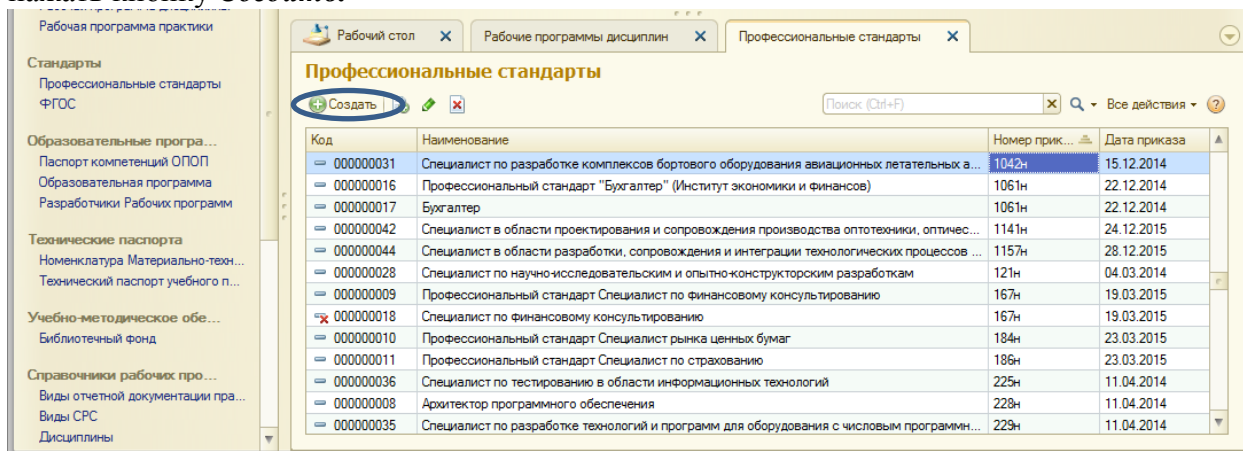 Рабочая программа практики
Стандарты
Профессиональные стандарты
ФГОС
Образовательные програ...
Паспорт компетенций ОПОП
Образовательная программа
Разработчики Рабочих программ
Технические паспорта
Номенклатура Материально-техн...
Технический паспорт учебного п...
Учебно-методическое обе...
Библиотечный фонд
Справочники рабочих про...
Виды отчетной документации пра...
Виды СРС
Дисциплины
Рабочий стол Рабочие программы дисциплин Профессиональные стандарты
Профессиональные стандарты
Создать Поиск (Ctrl+F) Все действия
Код Наименование Номер прик... Дата приказа
000000031 Специалист по разработке комплексов бортового оборудования авиационных летательных а... 1042н 15.12.2014
000000016 Профессиональный стандарт "Бухгалтер" (Институт экономики и финансов) 1061н 22.12.2014
000000017 Бухгалтер 1061н 22.12.2014
000000042 Специалист в области проектирования и сопровождения производства оптотехники, оптичес... 1141н 24.12.2015
000000044 Специалист в области разработки, сопровождения и интеграции технологических процессов ... 1157н 28.12.2015
000000028 Специалист по научно-исследовательским и опытно-конструкторским разработкам 121н 04.03.2014
000000009 Профессиональный стандарт Специалист по финансовому консультированию 167н 19.03.2015
000000018 Специалист по финансовому консультированию 167н 19.03.2015
000000010 Профессиональный стандарт Специалист рынка ценных бумаг 184н 23.03.2015
000000011 Профессиональный стандарт Специалист по страхованию 186н 23.03.2015
000000036 Специалист по тестированию в области информационных технологий 225н 11.04.2014
000000008 Архитектор программного обеспечения 228н 11.04.2014
000000035 Специалист по разработке технологий и программ для оборудования с числовым программн... 229н 11.04.2014